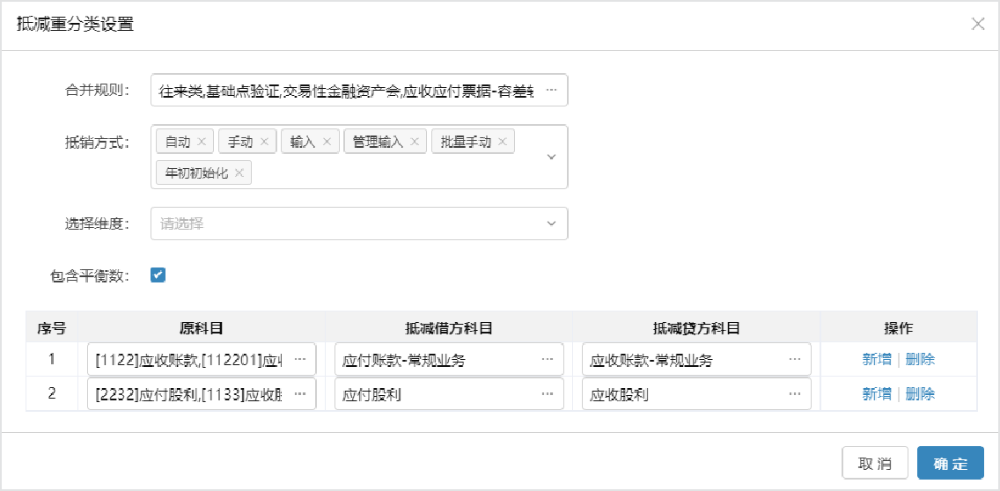 抵减重分类设置
合并规则： 往来类,基础点验证,交易性金融资产会,应收应付票据-容差
抵销方式： 自动 手动 输入 管理输入 批量手动
年初初始化
选择维度： 请选择
包含平衡数：
序号 原科目 抵减借方科目 抵减贷方科目 操作
1 [1122]应收账款,[112201]应 应付账款-常规业务 应收账款-常规业务 新增 | 删除
2 [2232]应付股利,[1133]应收 应付股利 应收股利 新增 | 删除
取 消 确 定